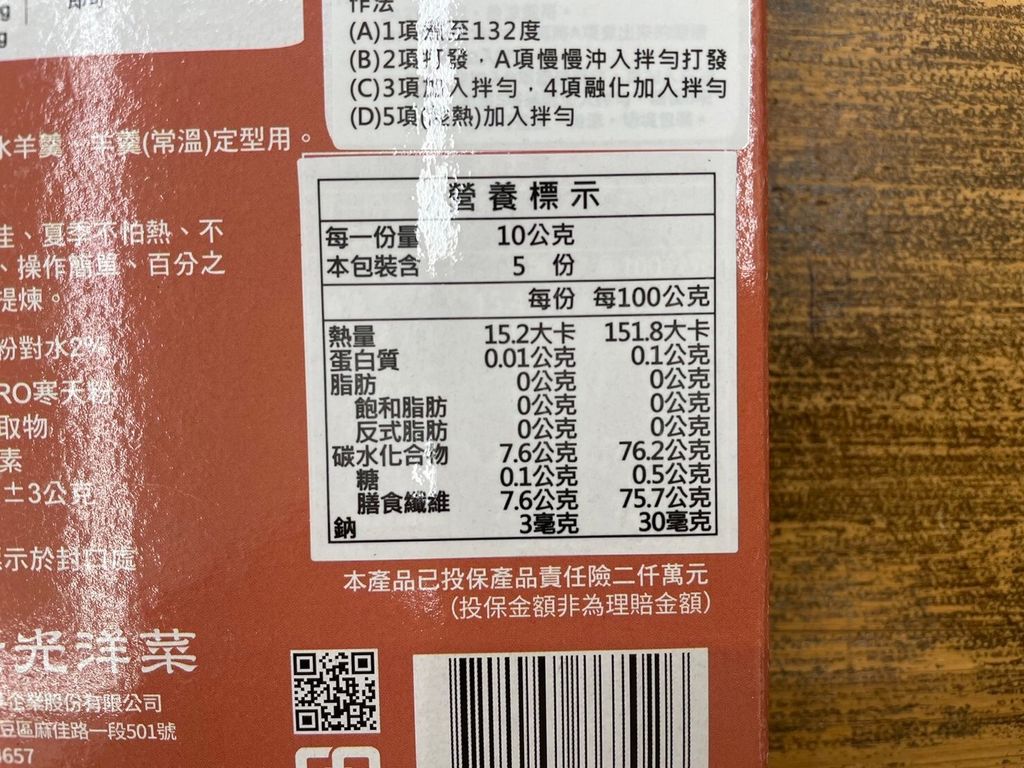 g
即可
g
作法
(A)1項煮至132度
(B)2項打發，A項慢慢沖入拌勻打發
(C)3項加入拌勻，4項融化加入拌勻
(D)5項( 熱)加入拌勻
水羊羹、羊羹(常溫)定型用。
佳、夏季不怕熱、不
、操作簡單、百分之
提煉。
粉對水2%
RO寒天粉
取物
素
±3公克
示於封口處
營養標示
每一份量 10公克
本包裝含 5 份
每份 每100公克
熱量 15.2大卡 151.8大卡
蛋白質 0.01公克 0.1公克
脂肪 0公克 0公克
飽和脂肪 0公克 0公克
反式脂肪 0公克 0公克
碳水化合物 7.6公克 76.2公克
糖 0.1公克 0.5公克
膳食纖維 7.6公克 75.7公克
鈉 3毫克 30毫克
本產品已投保產品責任險二仟萬元
(投保金額非為理賠金額)
光洋菜
企業股份有限公司
豆區麻佳路一段501號
4657